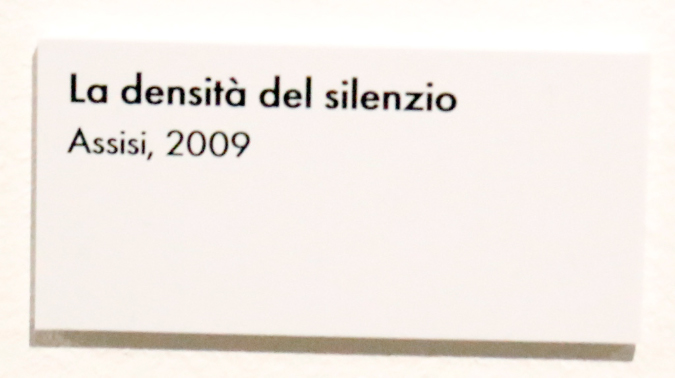 La densità del silenzio
Assisi, 2009